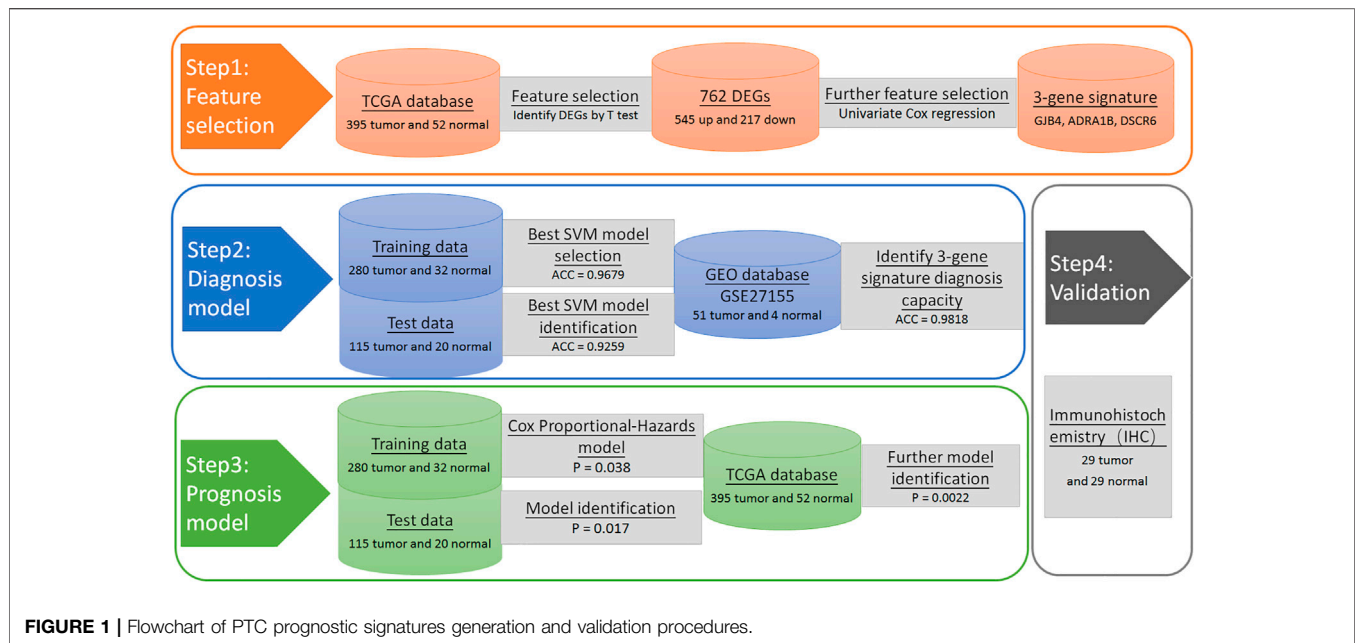 Step1:
Feature
selection
TCGA database
395 tumor and 52 normal
Feature selection
Identify DEGs by T test
762 DEGs
545 up and 217 down
Further feature selection
Univariate Cox regression
3-gene signature
GJB4, ADRA1B, DSCR6
Step2:
Diagnosis
model
Training data
280 tumor and 32 normal
Test data
115 tumor and 20 normal
Best SVM model
selection
ACC = 0.9679
Best SVM model
identification
ACC = 0.9259
GEO database
GSE27155
51 tumor and 4 normal
Identify 3-gene
signature diagnosis
capacity
ACC = 0.9818
Step3:
Prognosis
model
Training data
280 tumor and 32 normal
Test data
115 tumor and 20 normal
Cox Proportional-Hazards
model
P = 0.038
Model identification
P = 0.017
TCGA database
395 tumor and 52 normal
Further model
identification
P = 0.0022
Step4:
Validation
Immunohistoch
emistry（IHC）
29 tumor
and 29 normal
FIGURE 1 | Flowchart of PTC prognostic signatures generation and validation procedures.